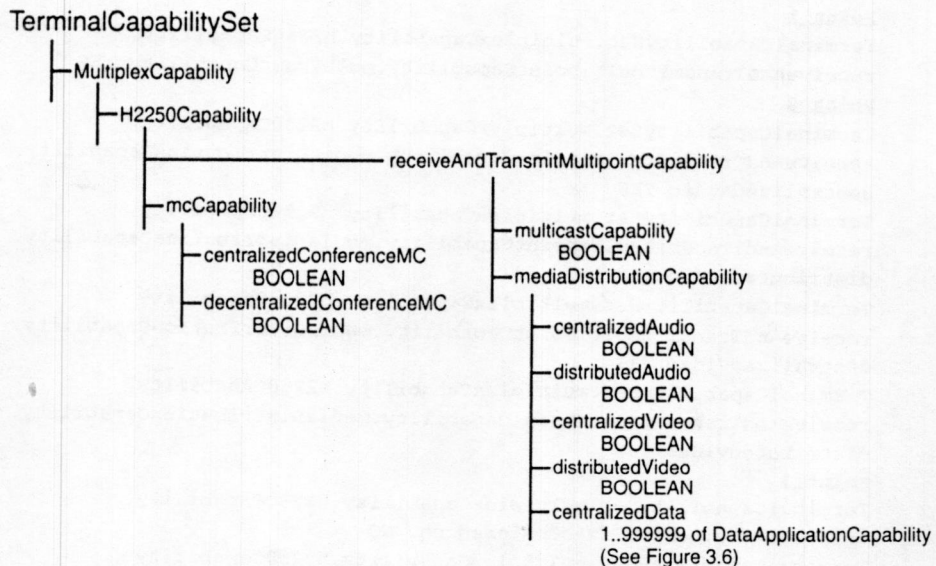 TerminalCapabilitySet
MultiplexCapability
H2250Capability
receiveAndTransmitMultipointCapability
mcCapability
centralizedConferenceMC
BOOLEAN
decentralizedConferenceMC
BOOLEAN
multicastCapability
BOOLEAN
mediaDistributionCapability
centralizedAudio
BOOLEAN
distributedAudio
BOOLEAN
centralizedVideo
BOOLEAN
distributedVideo
BOOLEAN
centralizedData
1..999999 of DataApplicationCapability
(See Figure 3.6)